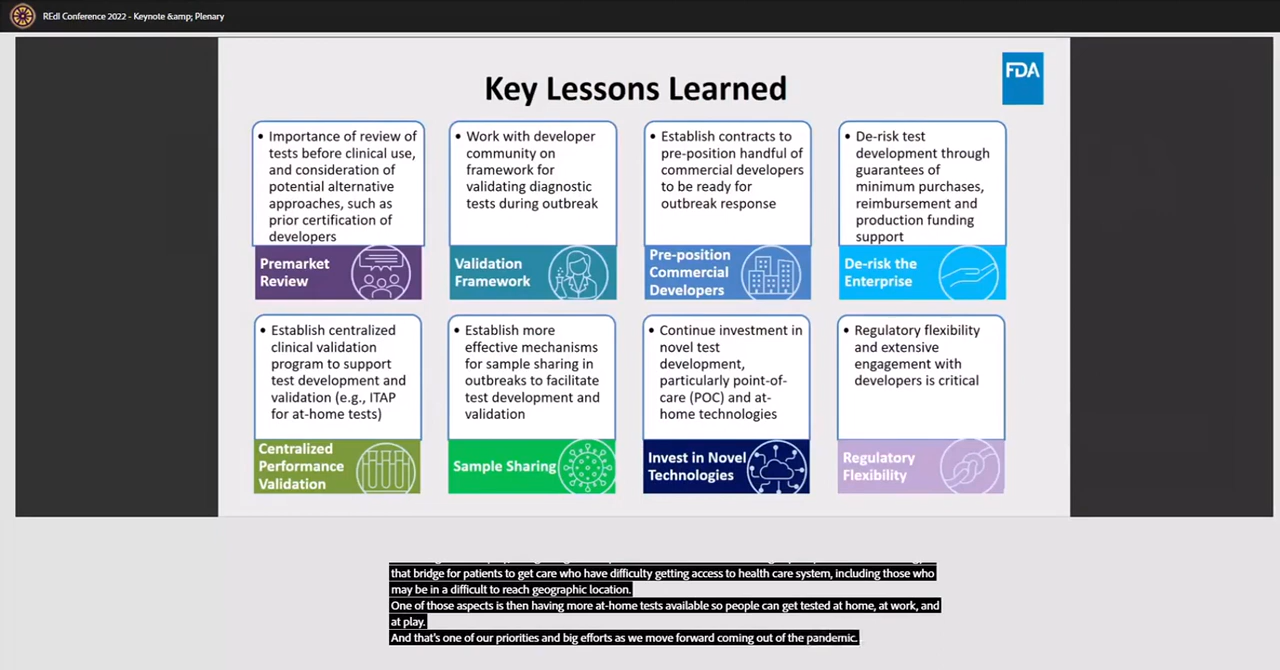 REdI Conference 2022 - Keynote &amp; Plenary
FDA
Key Lessons Learned
• Importance of review of
tests before clinical use,
and consideration of
potential alternative
approaches, such as
prior certification of
developers
Premarket
Review
• Work with developer
community on
framework for
validating diagnostic
tests during outbreak
Validation
Framework
• Establish contracts to
pre-position handful of
commercial developers
to be ready for
outbreak response
Pre-position
Commercial
Developers
• De-risk test
development through
guarantees of
minimum purchases,
reimbursement and
production funding
support
De-risk the
Enterprise
• Establish centralized
clinical validation
program to support
test development and
validation (e.g., ITAP
for at-home tests)
Centralized
Performance
Validation
• Establish more
effective mechanisms
for sample sharing in
outbreaks to facilitate
test development and
validation
Sample Sharing
• Continue investment in
novel test
development,
particularly point-of-
care (POC) and at-
home technologies
Invest in Novel
Technologies
• Regulatory flexibility
and extensive
engagement with
developers is critical
Regulatory
Flexibility
that bridge for patients to get care who have difficulty getting access to health care system, including those who
may be in a difficult to reach geographic location.
One of those aspects is then having more at-home tests available so people can get tested at home, at work, and
at play.
And that's one of our priorities and big efforts as we move forward coming out of the pandemic.